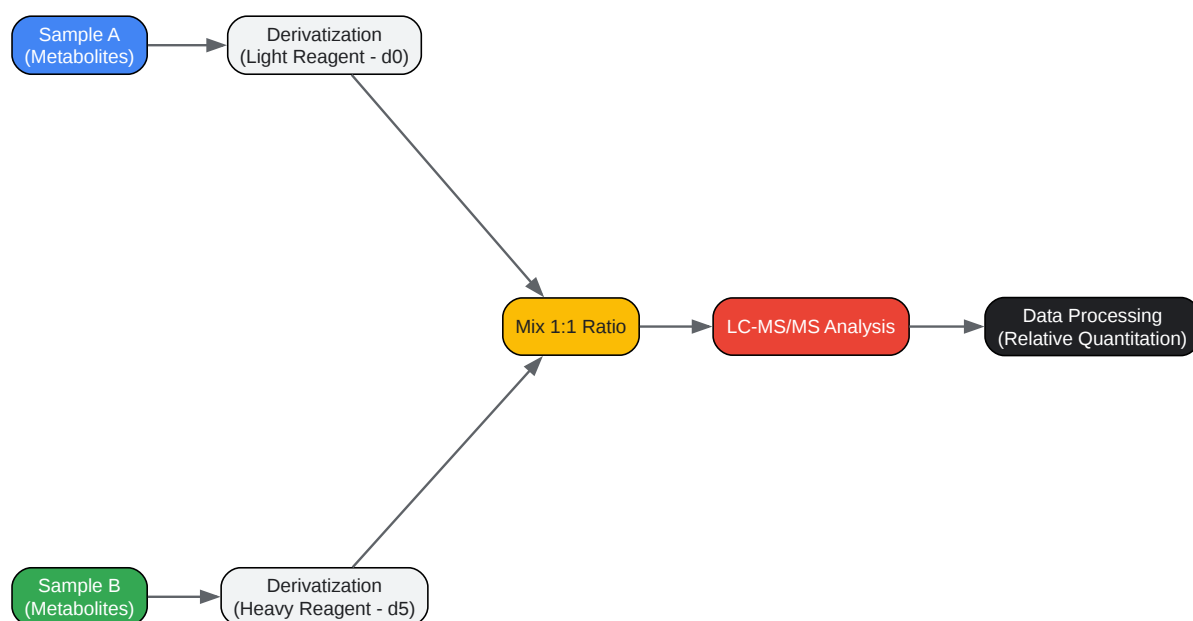 Sample A
(Metabolites)
Derivatization
(Light Reagent - d0)
Mix 1:1 Ratio
LC-MS/MS Analysis
Data Processing
(Relative Quantitation)
Sample B
(Metabolites)
Derivatization
(Heavy Reagent - d5)